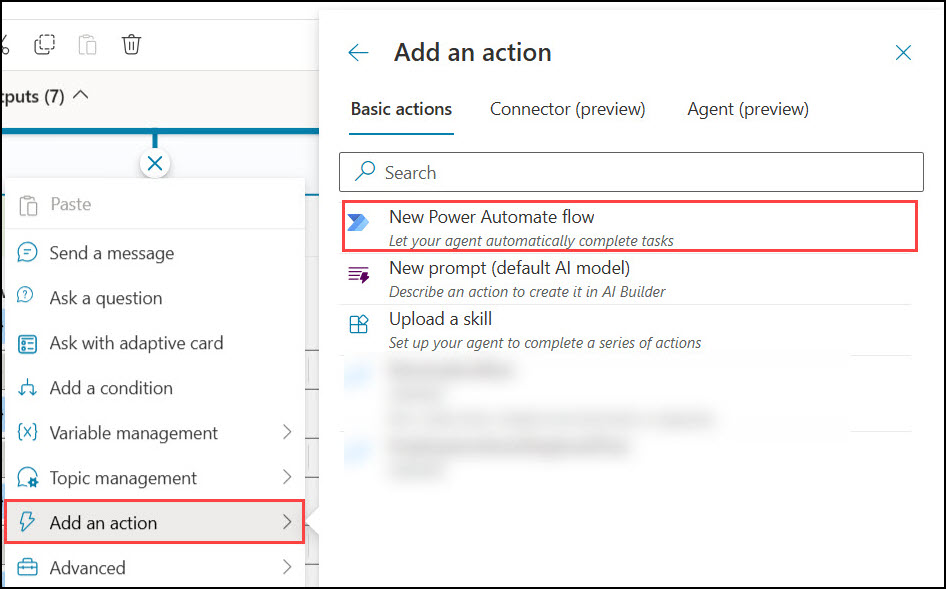 tputs (7)
Paste
Send a message
Ask a question
Ask with adaptive card
Add a condition
Variable management
Topic management
Add an action
Advanced
Add an action
Basic actions Connector (preview) Agent (preview)
Search
New Power Automate flow
Let your agent automatically complete tasks
New prompt (default AI model)
Describe an action to create it in AI Builder
Upload a skill
Set up your agent to complete a series of actions